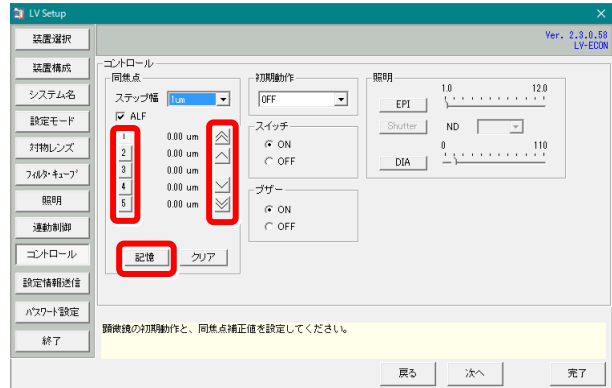 LV Setup
Ver. 2.3.0.58
LV-ECON
装置選択
装置構成
システム名
設定モード
対物レンズ
フィルタ・キューブ
照明
連動制御
コントロール
設定情報送信
パスワード設定
終了
コントロール
同焦点
ステップ幅 1um
ALF
1 0.00 um
2 0.00 um
3 0.00 um
4 0.00 um
5 0.00 um
記憶 クリア
初期動作
OFF
スイッチ
ON
OFF
ブザー
ON
OFF
照明
1.0 12.0
EPI
Shutter ND
0 110
DIA
顕微鏡の初期動作と、同焦点補正値を設定してください。
戻る 次へ 完了